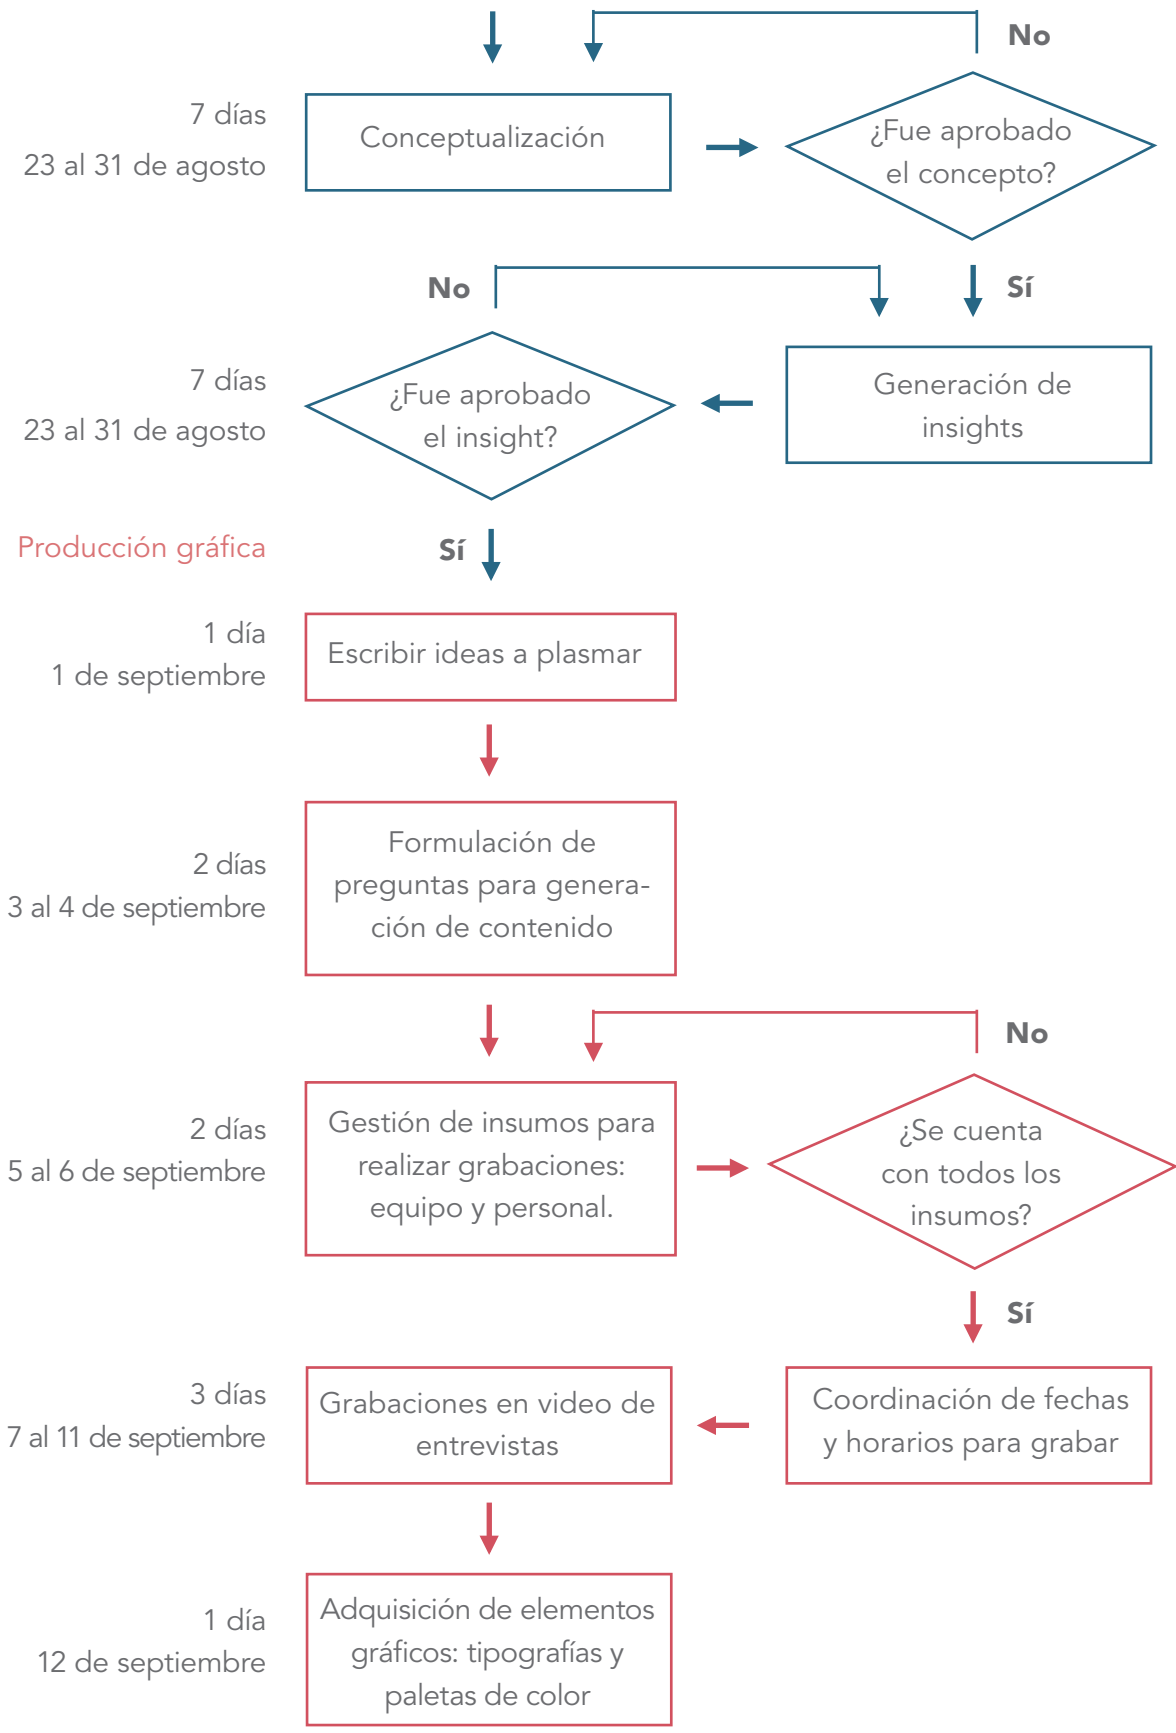 No
7 días
23 al 31 de agosto
Conceptualización
¿Fue aprobado
el concepto?
No
Sí
7 días
23 al 31 de agosto
¿Fue aprobado
el insight?
Generación de
insights
Producción gráfica
Sí
1 día
1 de septiembre
Escribir ideas a plasmar
2 días
3 al 4 de septiembre
Formulación de
preguntas para genera-
ción de contenido
No
2 días
5 al 6 de septiembre
Gestión de insumos para
realizar grabaciones:
equipo y personal.
¿Se cuenta
con todos los
insumos?
Sí
3 días
7 al 11 de septiembre
Grabaciones en video de
entrevistas
Coordinación de fechas
y horarios para grabar
1 día
12 de septiembre
Adquisición de elementos
gráficos: tipografías y
paletas de color